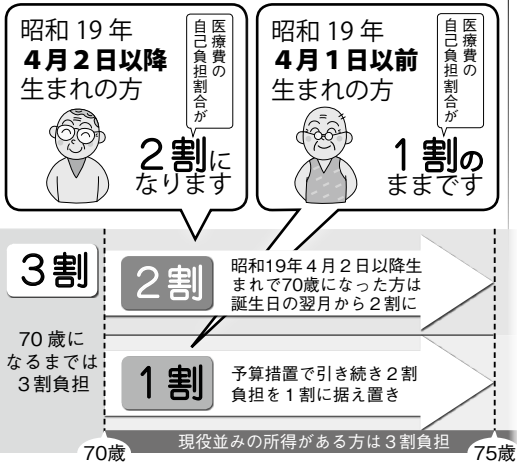 昭和 19 年
４月２日以降
生まれの方
医療費の
自己負担割合が
２割に
なります
昭和 19 年
４月１日以前
生まれの方
医療費の
自己負担割合が
１割の
ままです
３割
70 歳に
なるまでは
３割負担
２割
昭和19年４月２日以降生
まれで70歳になった方は
誕生日の翌月から２割に
１割
予算措置で引き続き２割
負担を１割に据え置き
現役並みの所得がある方は３割負担
70歳
75歳